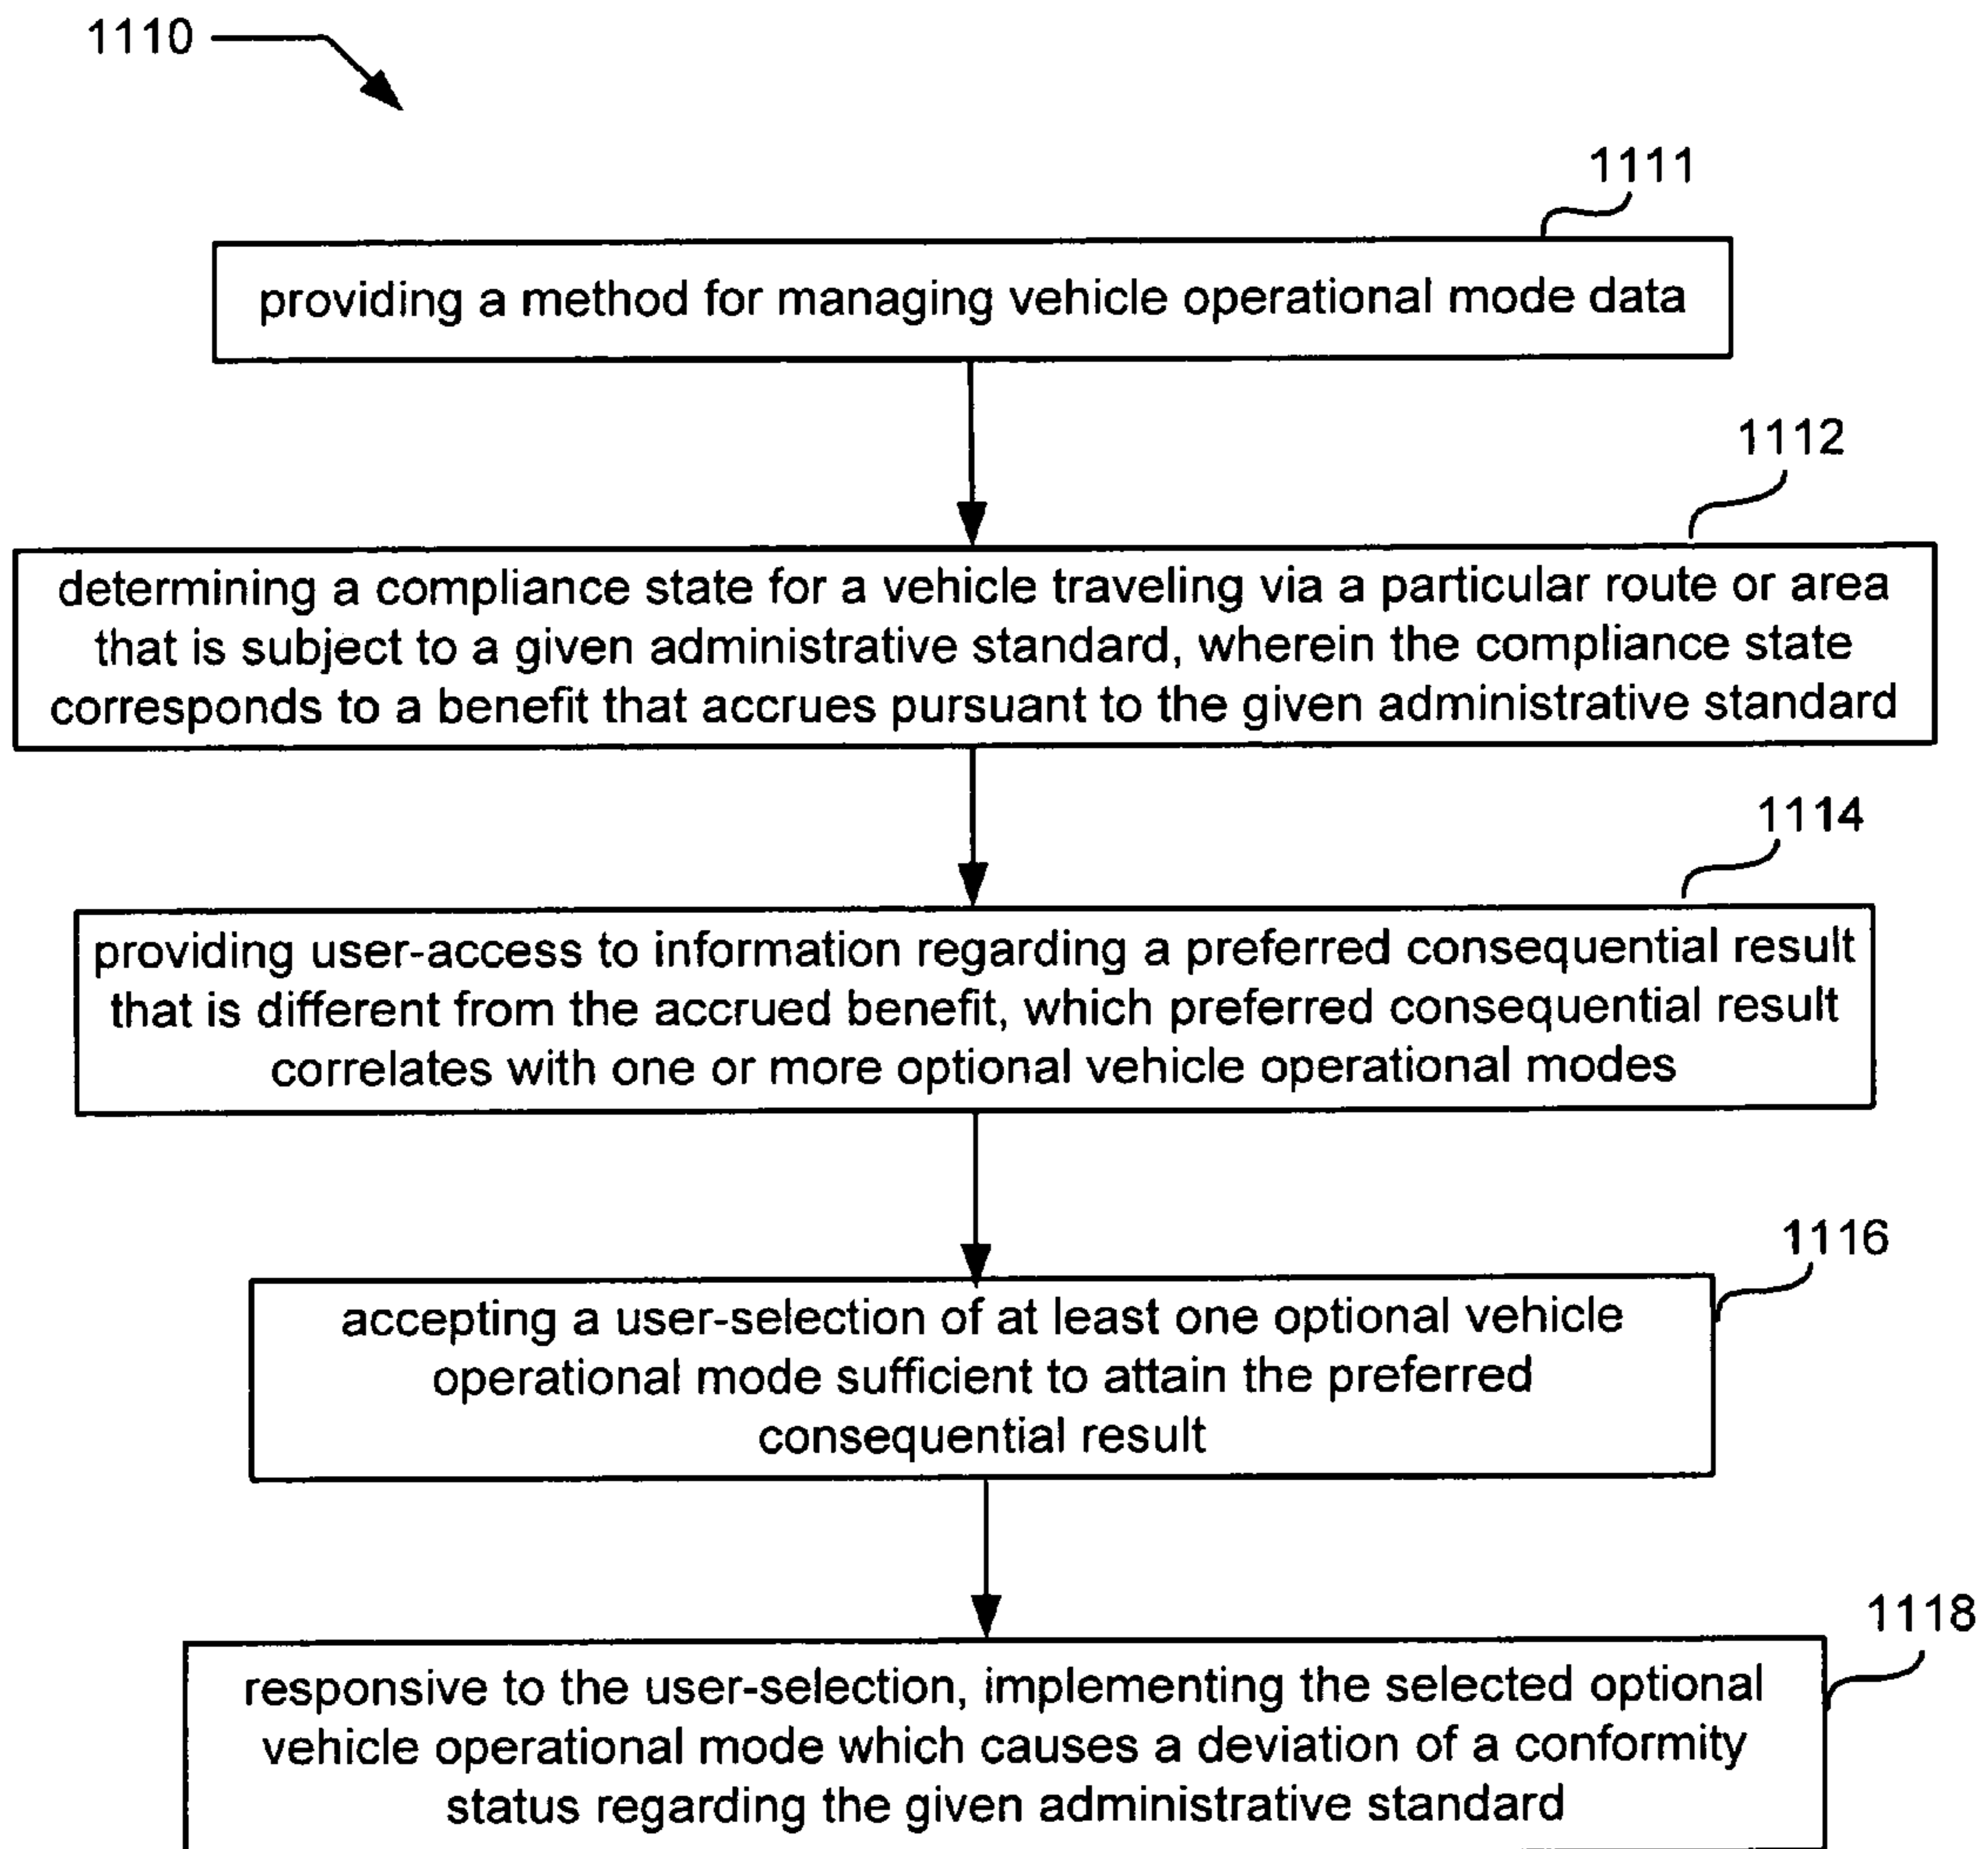 1110
1111
providing a method for managing vehicle operational mode data
1112
determining a compliance state for a vehicle traveling via a particular route or area
that is subject to a given administrative standard, wherein the compliance state
corresponds to a benefit that accrues pursuant to the given administrative standard
1114
providing user-access to information regarding a preferred consequential result
that is different from the accrued benefit, which preferred consequential result
correlates with one or more optional vehicle operational modes
1116
accepting a user-selection of at least one optional vehicle
operational mode sufficient to attain the preferred
consequential result
1118
responsive to the user-selection, implementing the selected optional
vehicle operational mode which causes a deviation of a conformity
status regarding the given administrative standard